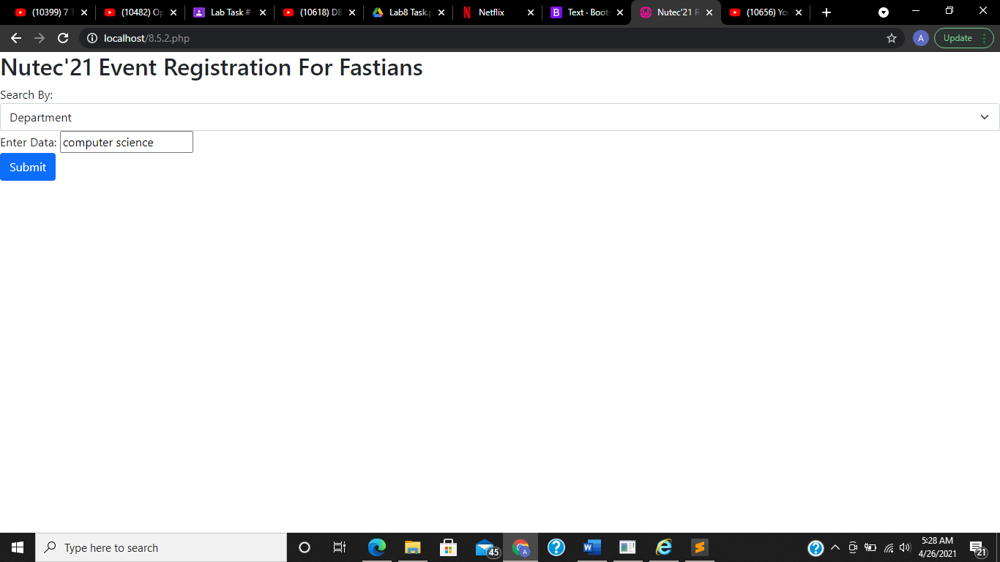 (10399) 7 T
(10482) Op
Lab Task #
(10618) DB
Lab8 Task.p
Netflix
B
Text · Boots
Nutec'21 R
(10656) Yo
localhost/8.5.2.php
A
Update
Nutec'21 Event Registration For Fastians
Search By:
Department
Enter Data: computer science
Submit
Type here to search
45
A
5:28 AM
4/26/2021
21